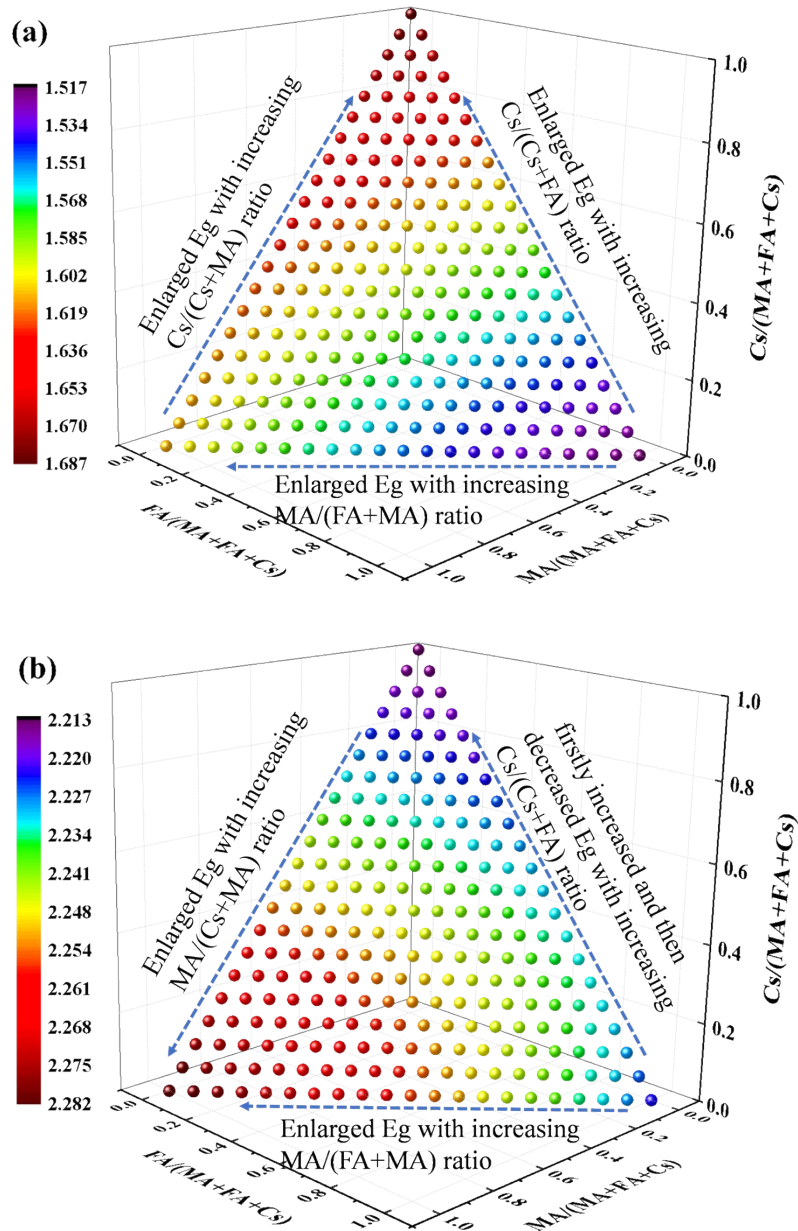 (a)
1.517
1.534
1.551
1.568
1.585
1.602
1.619
1.636
1.653
1.670
1.687
Enlarged Eg with increasing
Cs/(Cs+MA) ratio
Enlarged Eg with increasing
Cs/(Cs+FA) ratio
Enlarged Eg with increasing
MA/(FA+MA) ratio
1.0
0.8
0.6
0.4
0.2
0.0
Cs/(MA+FA+Cs)
0.0
0.2
0.4
0.6
0.8
1.0
FA/(MA+FA+Cs)
0.0
0.2
0.4
0.6
0.8
1.0
MA/(MA+FA+Cs)
(b)
2.213
2.220
2.227
2.234
2.241
2.248
2.254
2.261
2.268
2.275
2.282
Enlarged Eg with increasing
MA/(Cs+MA) ratio
firstly increased and then
decreased Eg with increasing
Cs/(Cs+FA) ratio
Enlarged Eg with increasing
MA/(FA+MA) ratio
1.0
0.8
0.6
0.4
0.2
0.0
Cs/(MA+FA+Cs)
0.0
0.2
0.4
0.6
0.8
1.0
FA/(MA+FA+Cs)
0.0
0.2
0.4
0.6
0.8
1.0
MA/(MA+FA+Cs)